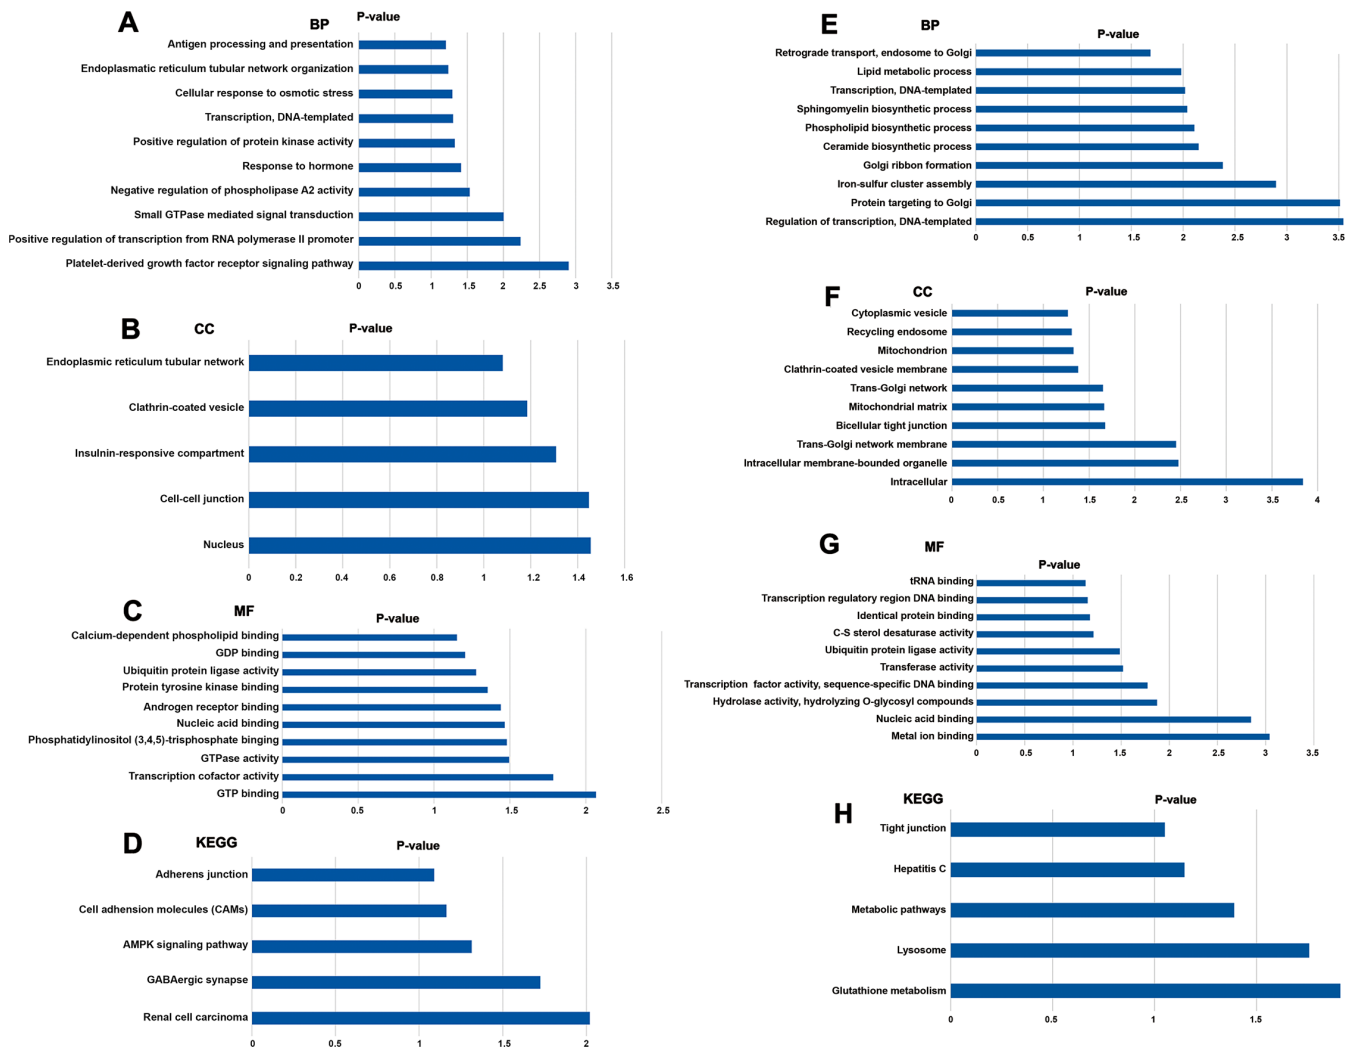 A
BP
P-value
Antigen processing and presentation
Endoplasmatic reticulum tubular network organization
Cellular response to osmotic stress
Transcription, DNA-templated
Positive regulation of protein kinase activity
Response to hormone
Negative regulation of phospholipase A2 activity
Small GTPase mediated signal transduction
Positive regulation of transcription from RNA polymerase II promoter
Platelet-derived growth factor receptor signaling pathway
0 0.5 1 1.5 2 2.5 3 3.5
B
CC
P-value
Endoplasmic reticulum tubular network
Clathrin-coated vesicle
Insulnin-responsive compartment
Cell-cell junction
Nucleus
0 0.2 0.4 0.6 0.8 1 1.2 1.4 1.6
C
MF
P-value
Calcium-dependent phospholipid binding
GDP binding
Ubiquitin protein ligase activity
Protein tyrosine kinase binding
Androgen receptor binding
Nucleic acid binding
Phosphatidylinositol (3,4,5)-trisphosphate binging
GTPase activity
Transcription cofactor activity
GTP binding
0 0.5 1 1.5 2 2.5
D
KEGG
P-value
Adherens junction
Cell adhension molecules (CAMs)
AMPK signaling pathway
GABAergic synapse
Renal cell carcinoma
0 0.5 1 1.5 2
E
BP
P-value
Retrograde transport, endosome to Golgi
Lipid metabolic process
Transcription, DNA-templated
Sphingomyelin biosynthetic process
Phospholipid biosynthetic process
Ceramide biosynthetic process
Golgi ribbon formation
Iron-sulfur cluster assembly
Protein targeting to Golgi
Regulation of transcription, DNA-templated
0 0.5 1 1.5 2 2.5 3 3.5
F
CC
P-value
Cytoplasmic vesicle
Recycling endosome
Mitochondrion
Clathrin-coated vesicle membrane
Trans-Golgi network
Mitochondrial matrix
Bicellular tight junction
Trans-Golgi network membrane
Intracellular membrane-bounded organelle
Intracellular
0 0.5 1 1.5 2 2.5 3 3.5 4
G
MF
P-value
tRNA binding
Transcription regulatory region DNA binding
Identical protein binding
C-S sterol desaturase activity
Ubiquitin protein ligase activity
Transferase activity
Transcription factor activity, sequence-specific DNA binding
Hydrolase activity, hydrolyzing O-glycosyl compounds
Nucleic acid binding
Metal ion binding
0 0.5 1 1.5 2 2.5 3 3.5
H
KEGG
P-value
Tight junction
Hepatitis C
Metabolic pathways
Lysosome
Glutathione metabolism
0 0.5 1 1.5